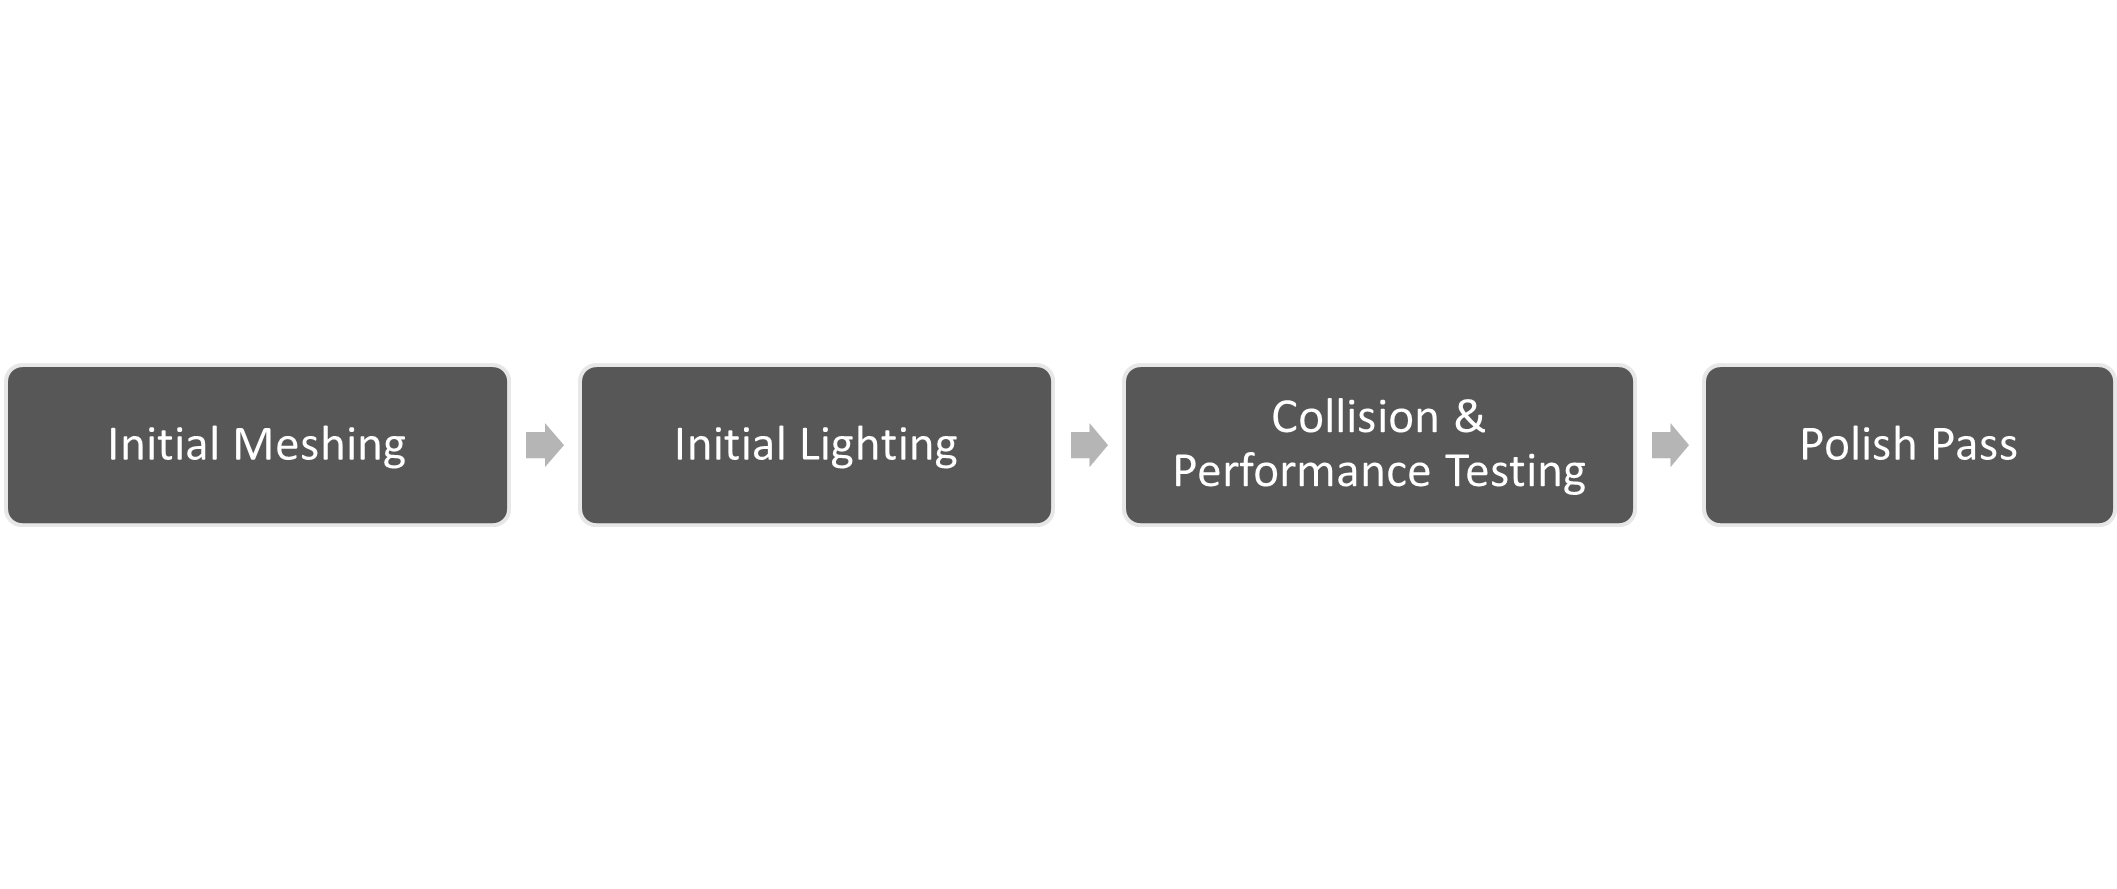 Initial Meshing
Initial Lighting
Collision &
Performance Testing
Polish Pass